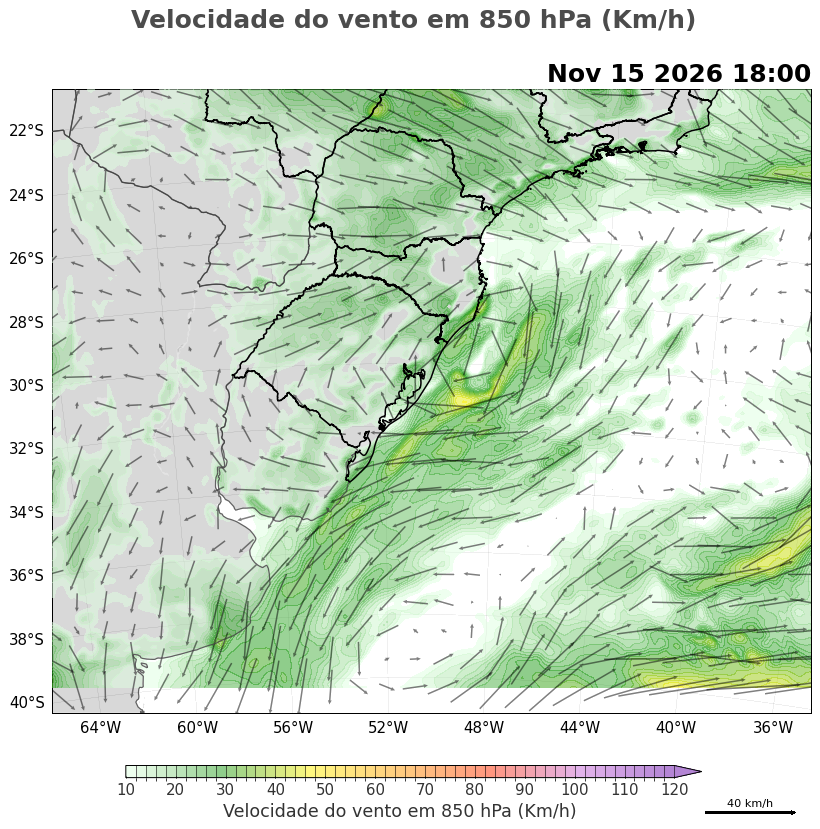 Velocidade do vento em 850 hPa (Km/h)
Nov 15 2026 18:00
22°S
24°S
26°S
28°S
30°S
32°S
34°S
36°S
38°S
40°S
64°W 60°W 56°W 52°W 48°W 44°W 40°W 36°W
10 20 30 40 50 60 70 80 90 100 110 120
Velocidade do vento em 850 hPa (Km/h)
40 km/h